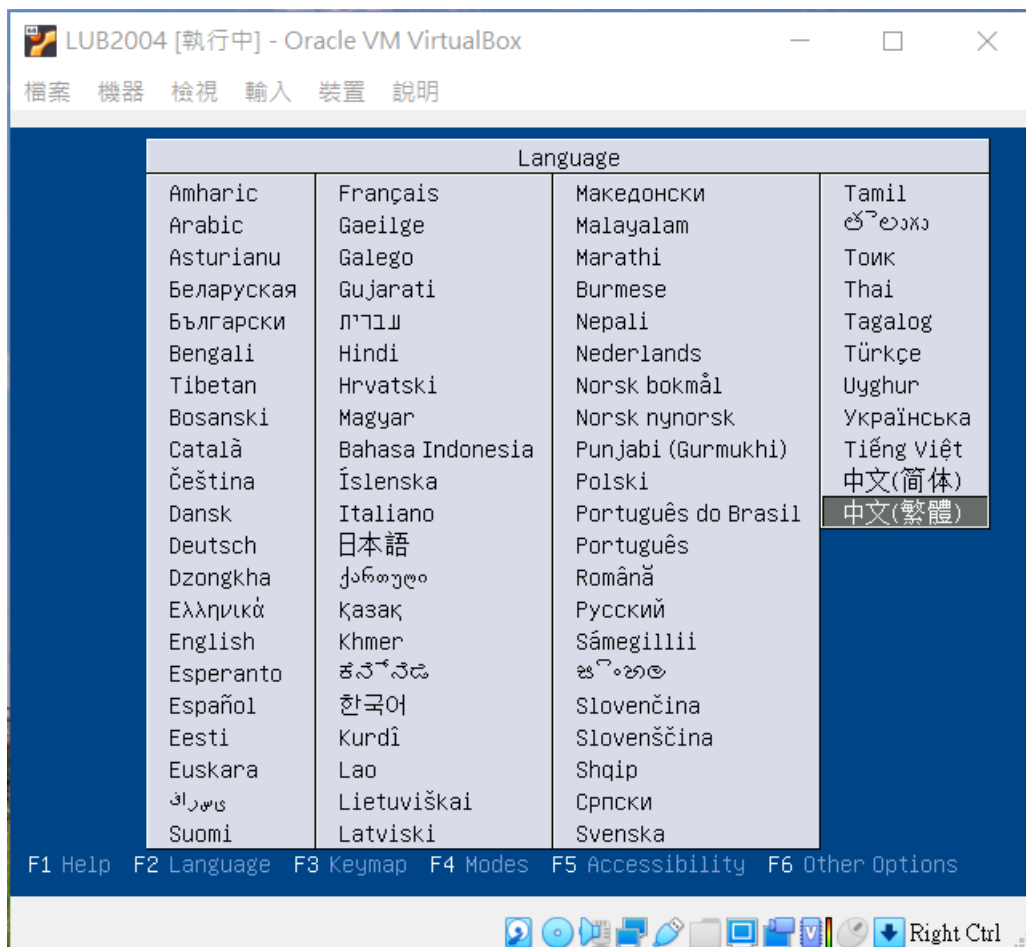 LUB2004 [執行中] - Oracle VM VirtualBox
檔案 機器 檢視 輸入 裝置 說明
Language
Amharic
Arabic
Asturianu
Беларуская
Български
Bengali
Tibetan
Bosanski
Català
Čeština
Dansk
Deutsch
Dzongkha
Ελληνικά
English
Esperanto
Español
Eesti
Euskara
ﻰﺳﺭﺎﻓ
Suomi
Français
Gaeilge
Galego
Gujarati
עברית
Hindi
Hrvatski
Magyar
Bahasa Indonesia
Íslenska
Italiano
日本語
ქართული
Қазақ
Khmer
ಕನ್ನಡ
한국어
Kurdî
Lao
Lietuviškai
Latviski
Македонски
Malayalam
Marathi
Burmese
Nepali
Nederlands
Norsk bokmål
Norsk nynorsk
Punjabi (Gurmukhi)
Polski
Português do Brasil
Português
Română
Русский
Sámegillii
සිංහල
Slovenčina
Slovenščina
Shqip
Српски
Svenska
Tamil
తెలుగు
Тоик
Thai
Tagalog
Türkçe
Uyghur
Українська
Tiếng Việt
中文(简体)
中文(繁體)
F1 Help F2 Language F3 Keymap F4 Modes F5 Accessibility F6 Other Options
Right Ctrl